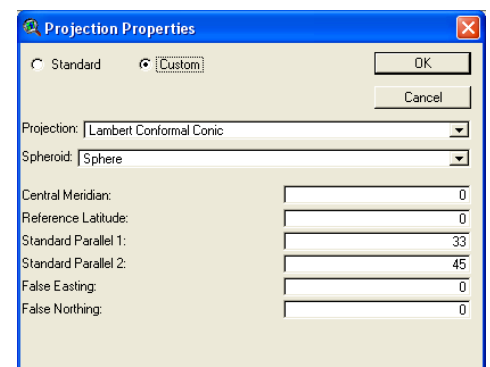 Projection Properties
Standard Custom OK
Cancel
Projection: Lambert Conformal Conic
Spheroid: Sphere
Central Meridian: 0
Reference Latitude: 0
Standard Parallel 1: 33
Standard Parallel 2: 45
False Easting: 0
False Northing: 0